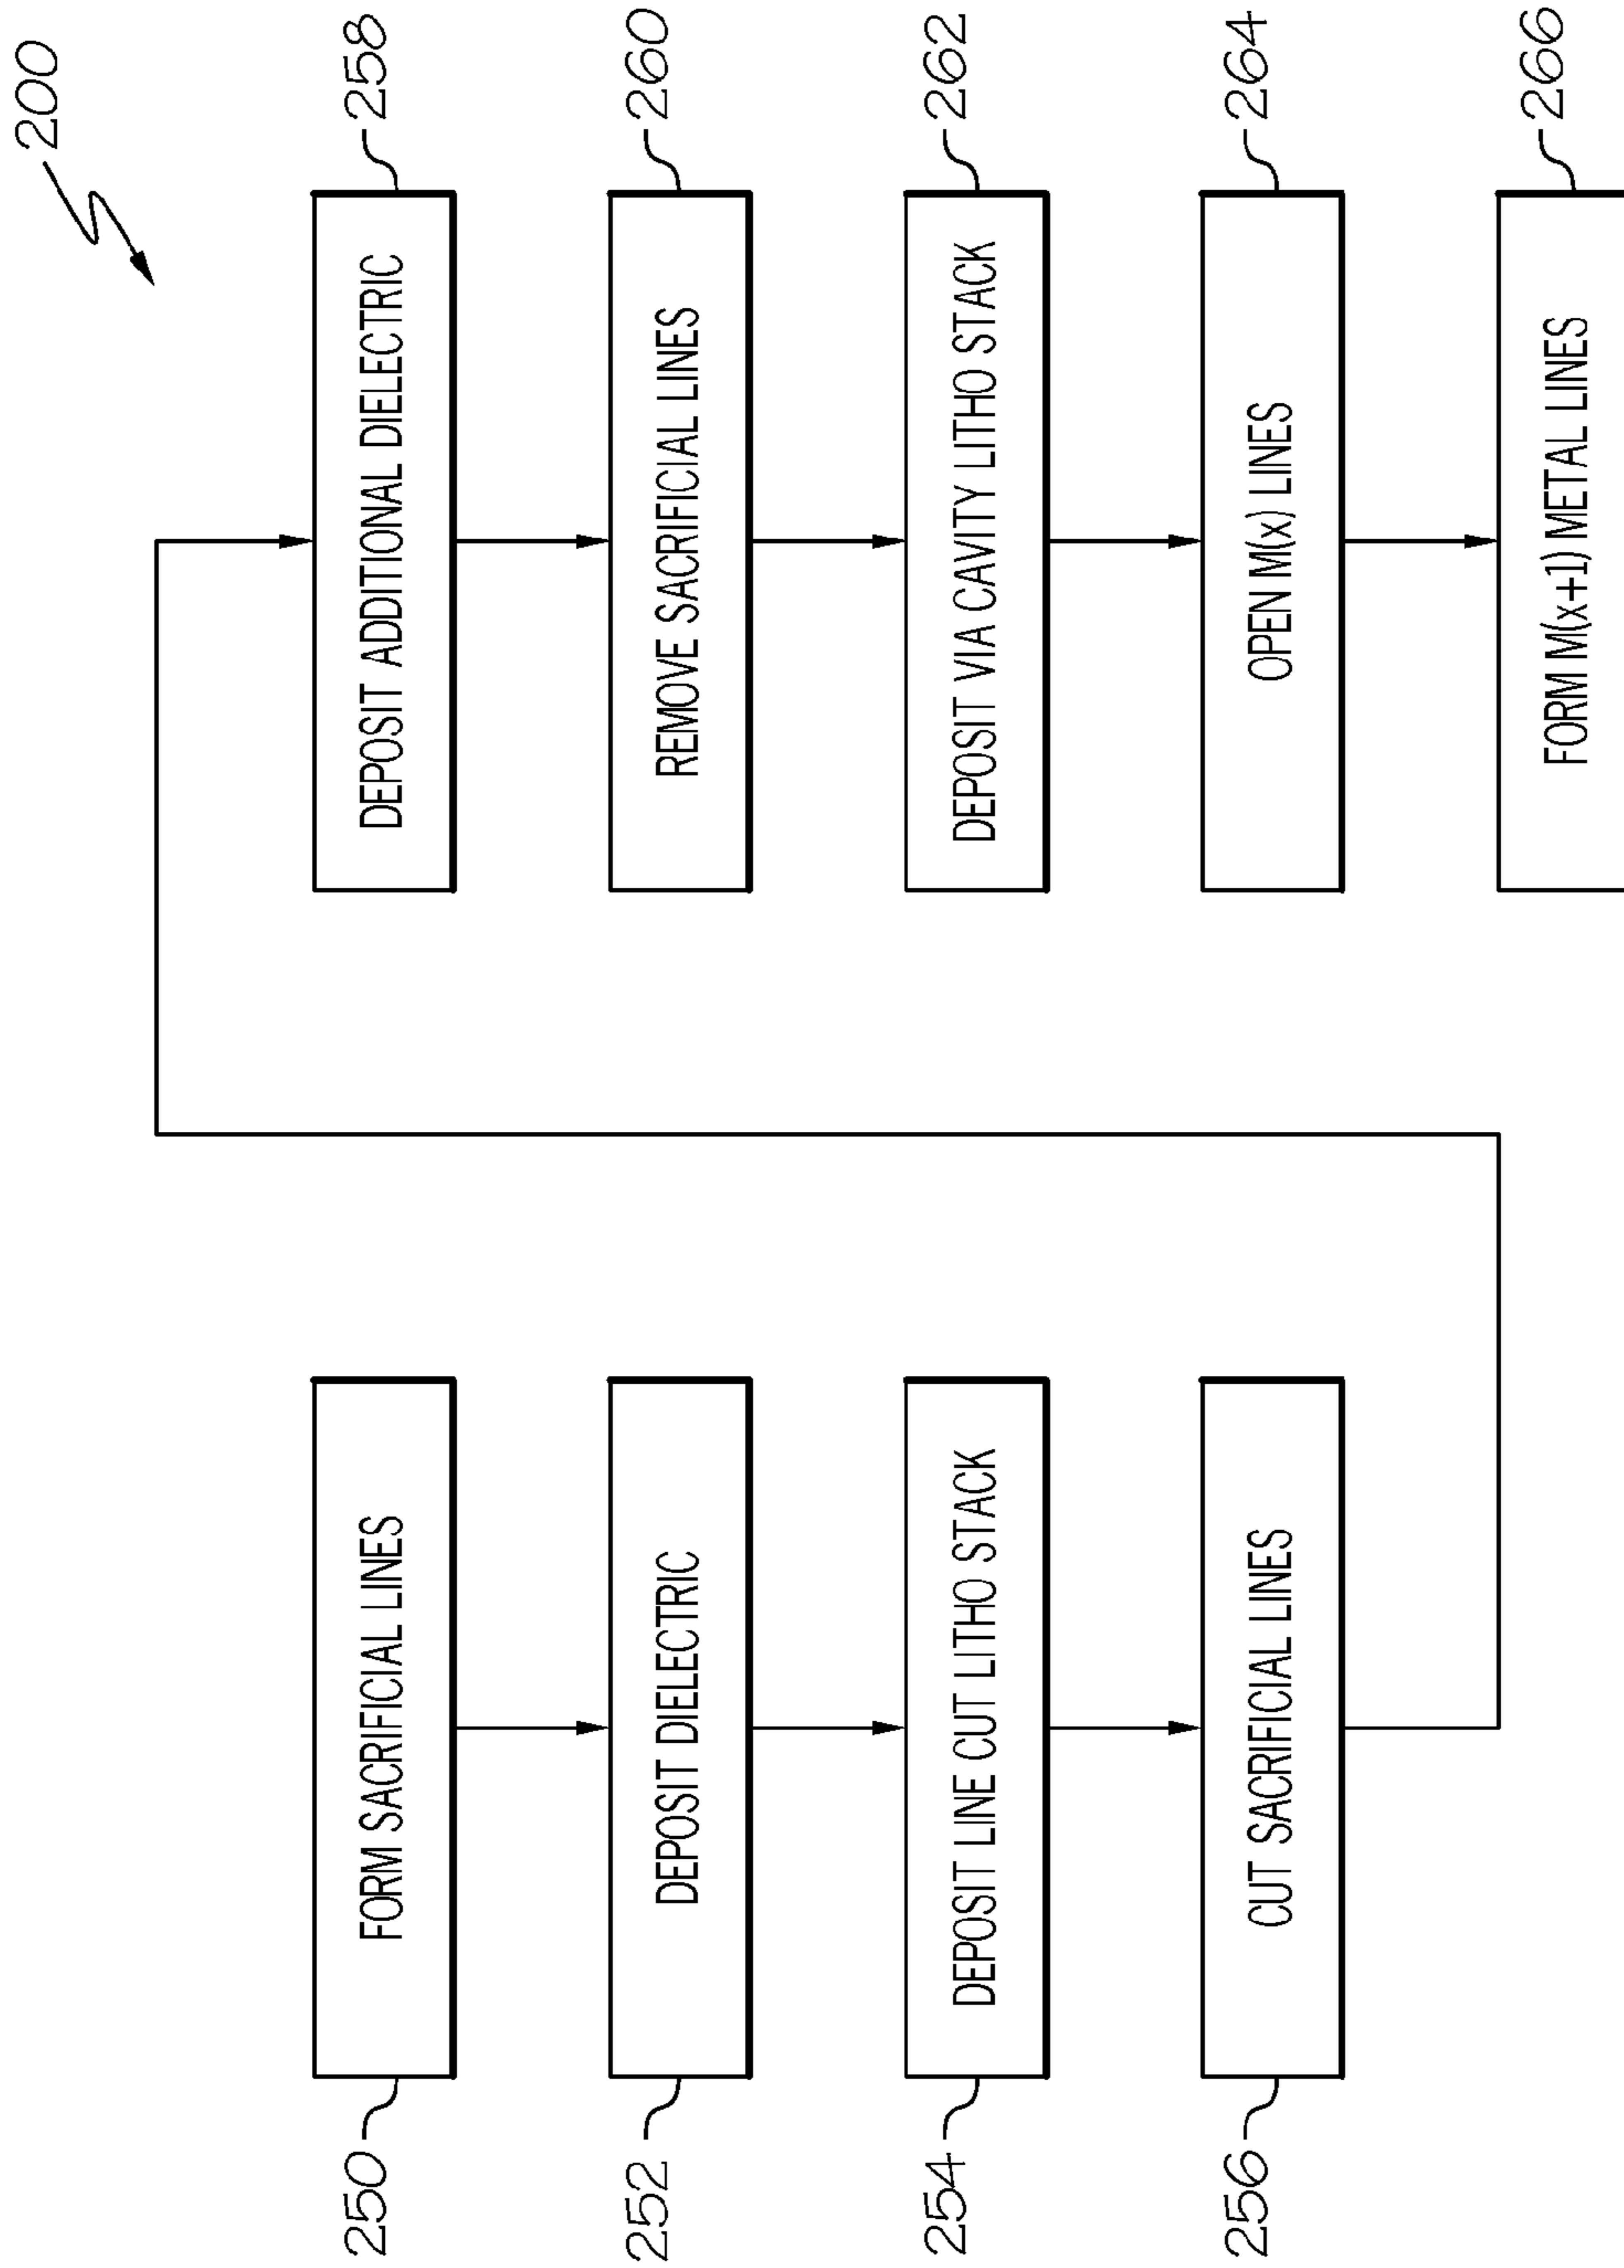 200
250
FORM SACRIFICIAL LINES
252
DEPOSIT DIELECTRIC
254
DEPOSIT LINE CUT LITHO STACK
256
CUT SACRIFICIAL LINES
DEPOSIT ADDITIONAL DIELECTRIC
258
REMOVE SACRIFICIAL LINES
260
DEPOSIT VIA CAVITY LITHO STACK
262
OPEN M(x) LINES
264
FORM M(x+1) METAL LINES
266